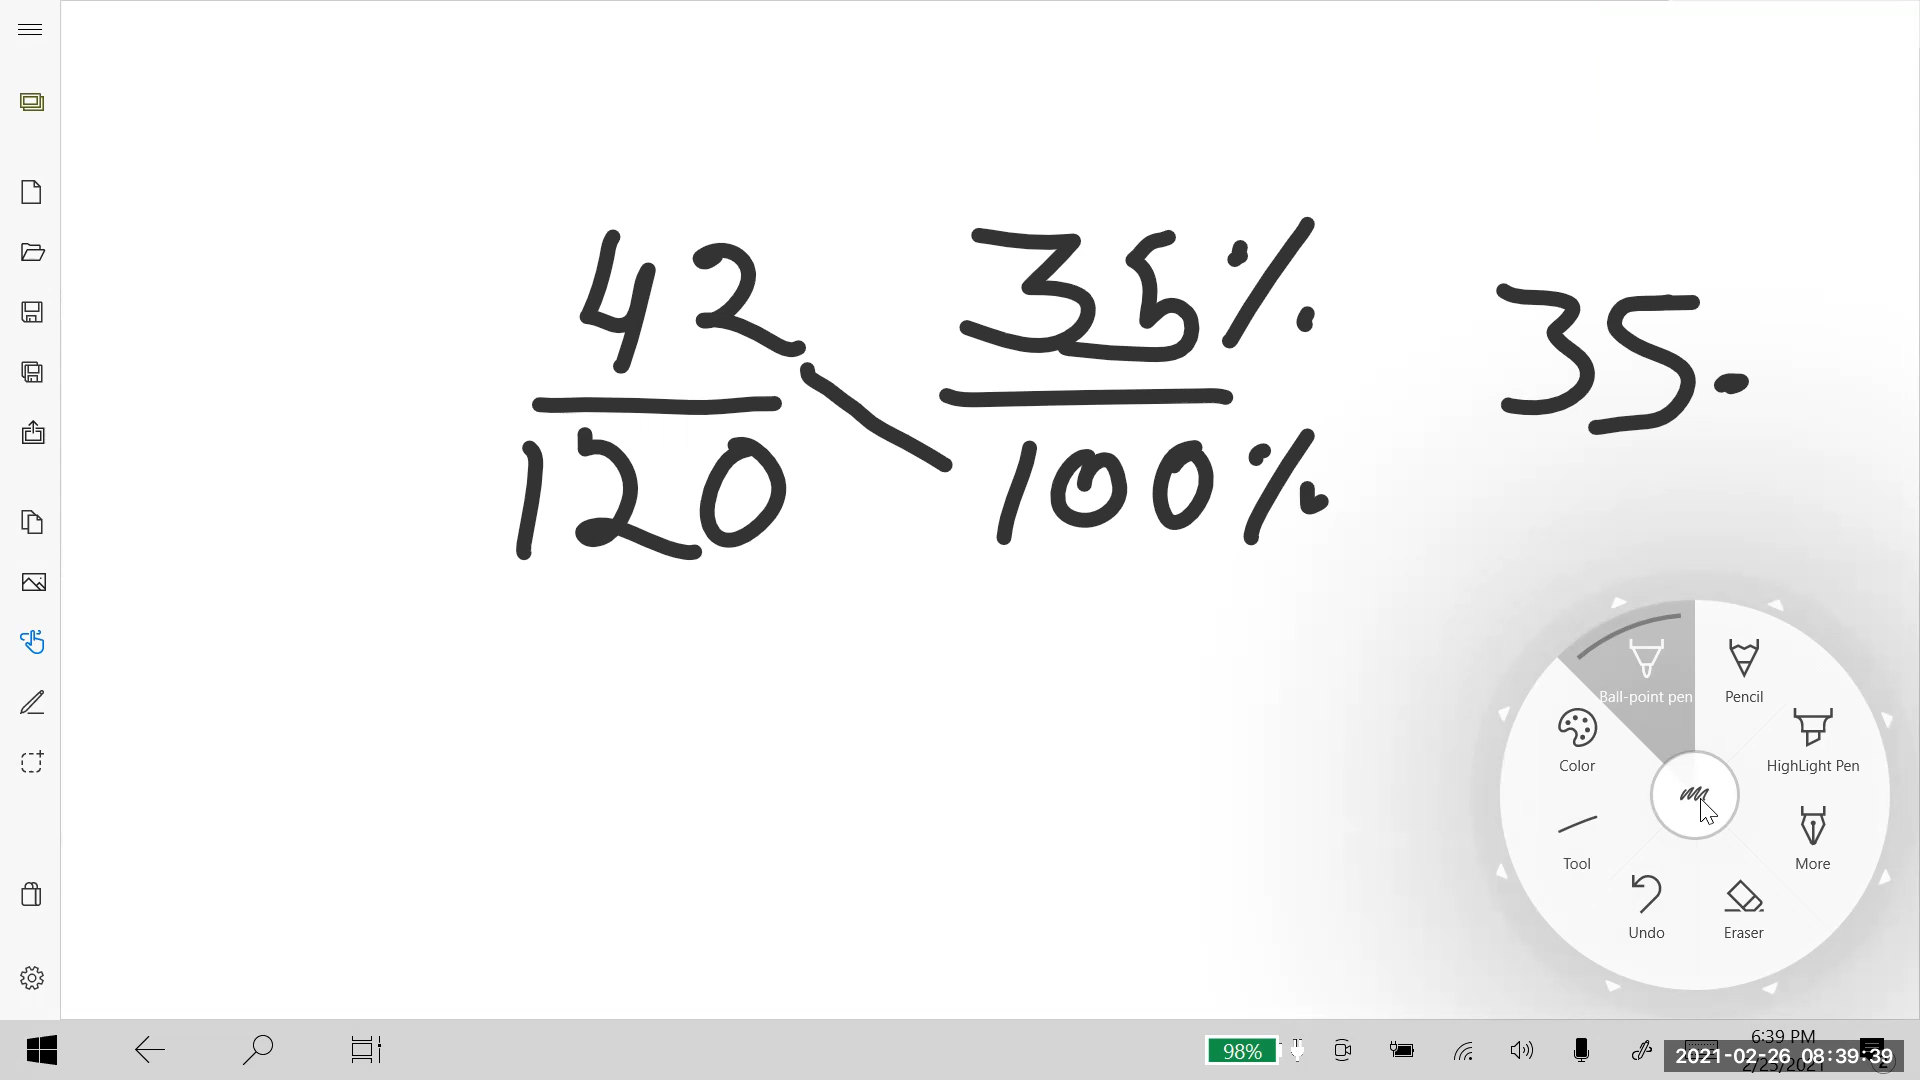 42 35%
120 100%
35.
Ball-point pen
Pencil
Color
HighLight Pen
Tool
More
Undo
Eraser
98%
6:39 PM
2021-02-26 08:39:39